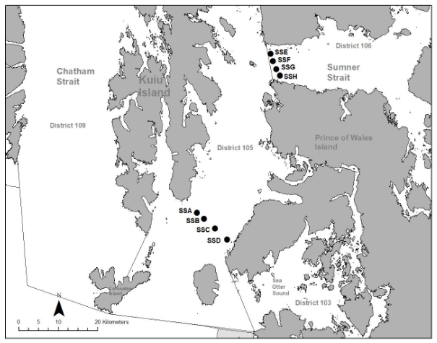 SSE
District 106
SSF
SSG
SSH
Sumner
Strait
Chatham
Strait
Kuiu
Island
District 109
District 105
Prince of Wales
Island
SSA
SSB
SSC
SSD
Sea
Otter
Sound
District 103
N
0 5 10 20 Kilometers